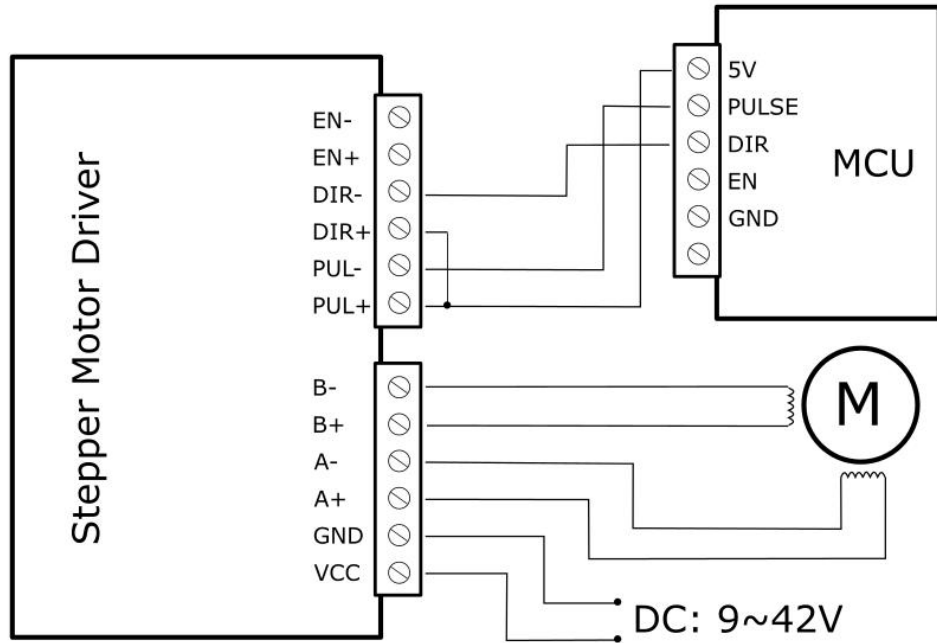 Stepper Motor Driver
EN-
EN+
DIR-
DIR+
PUL-
PUL+
B-
B+
A-
A+
GND
VCC
5V
PULSE
DIR
EN
GND
MCU
M
DC: 9~42V